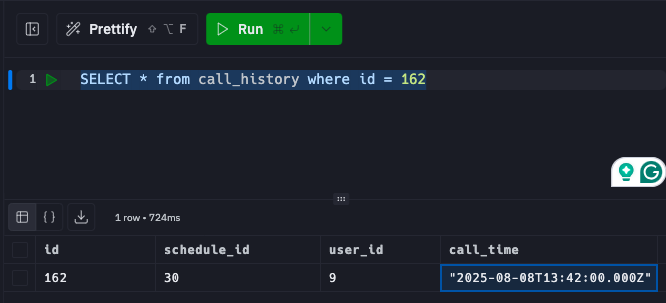 Prettify ⇧ ⌥ F
Run ⌘ ↵
1 SELECT * from call_history where id = 162
{ }
1 row • 724ms
id schedule_id user_id call_time
162 30 9 "2025-08-08T13:42:00.000Z"